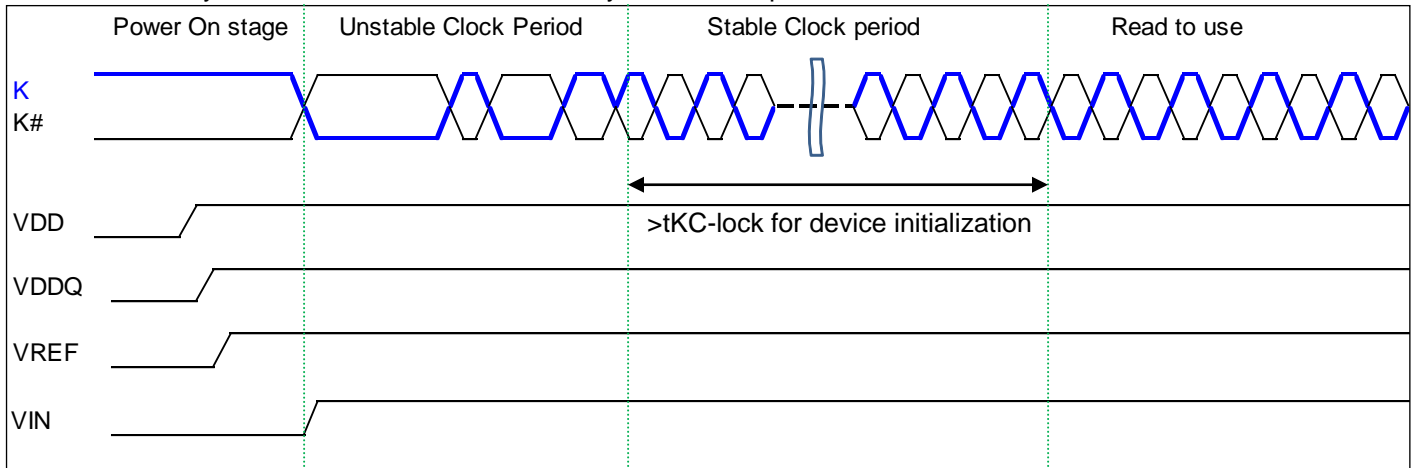 Power On stage Unstable Clock Period Stable Clock period Read to use
K
K#
VDD
>tKC-lock for device initialization
VDDQ
VREF
VIN